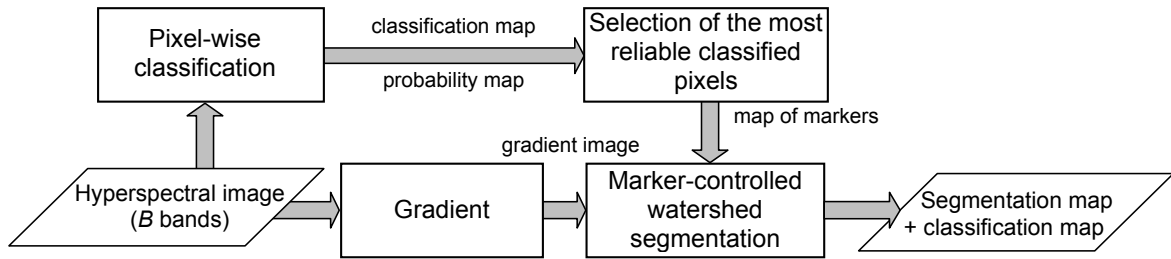 Pixel-wise
classification
classification map
probability map
Selection of the most
reliable classified
pixels
map of markers
gradient image
Hyperspectral image
(B bands)
Gradient
Marker-controlled
watershed
segmentation
Segmentation map
+ classification map